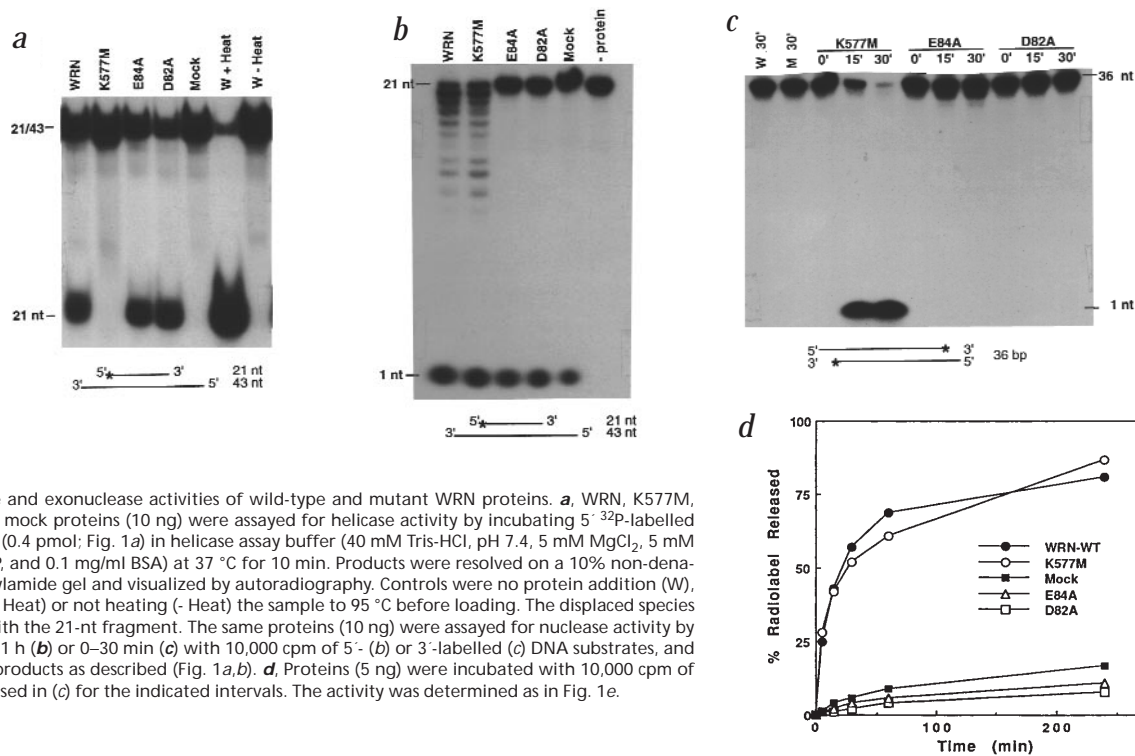 a
WRN
K577M
E84A
D82A
Mock
W + Heat
W - Heat
21/43
21 nt
5' * 3' 21 nt
3' 5' 43 nt
b
WRN
K577M
E84A
D82A
Mock
- protein
21 nt
1 nt
5' * 3' 21 nt
3' 5' 43 nt
c
W 30'
M 30'
K577M E84A D82A
0' 15' 30' 0' 15' 30' 0' 15' 30'
36 nt
1 nt
5' * 3'
3' * 5' 36 bp
d
% Radiolabel Released
100
75
50
25
0
0 100 200
Time (min)
WRN-WT
K577M
Mock
E84A
D82A
e and exonuclease activities of wild-type and mutant WRN proteins. a, WRN, K577M,
mock proteins (10 ng) were assayed for helicase activity by incubating 5´ ³²P-labelled
(0.4 pmol; Fig. 1a) in helicase assay buffer (40 mM Tris-HCl, pH 7.4, 5 mM MgCl₂, 5 mM
P, and 0.1 mg/ml BSA) at 37 °C for 10 min. Products were resolved on a 10% non-dena-
ylamide gel and visualized by autoradiography. Controls were no protein addition (W),
Heat) or not heating (- Heat) the sample to 95 °C before loading. The displaced species
ith the 21-nt fragment. The same proteins (10 ng) were assayed for nuclease activity by
1 h (b) or 0–30 min (c) with 10,000 cpm of 5´- (b) or 3´-labelled (c) DNA substrates, and
products as described (Fig. 1a,b). d, Proteins (5 ng) were incubated with 10,000 cpm of
sed in (c) for the indicated intervals. The activity was determined as in Fig. 1e.